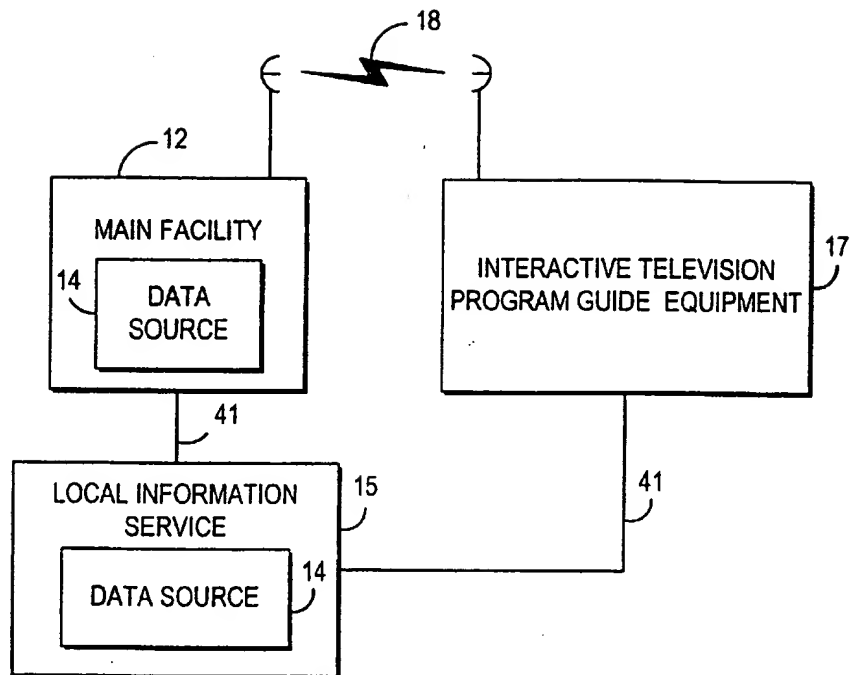 18
12
MAIN FACILITY
14
DATA
SOURCE
INTERACTIVE TELEVISION
PROGRAM GUIDE EQUIPMENT
17
41
LOCAL INFORMATION
SERVICE
15
41
DATA SOURCE
14